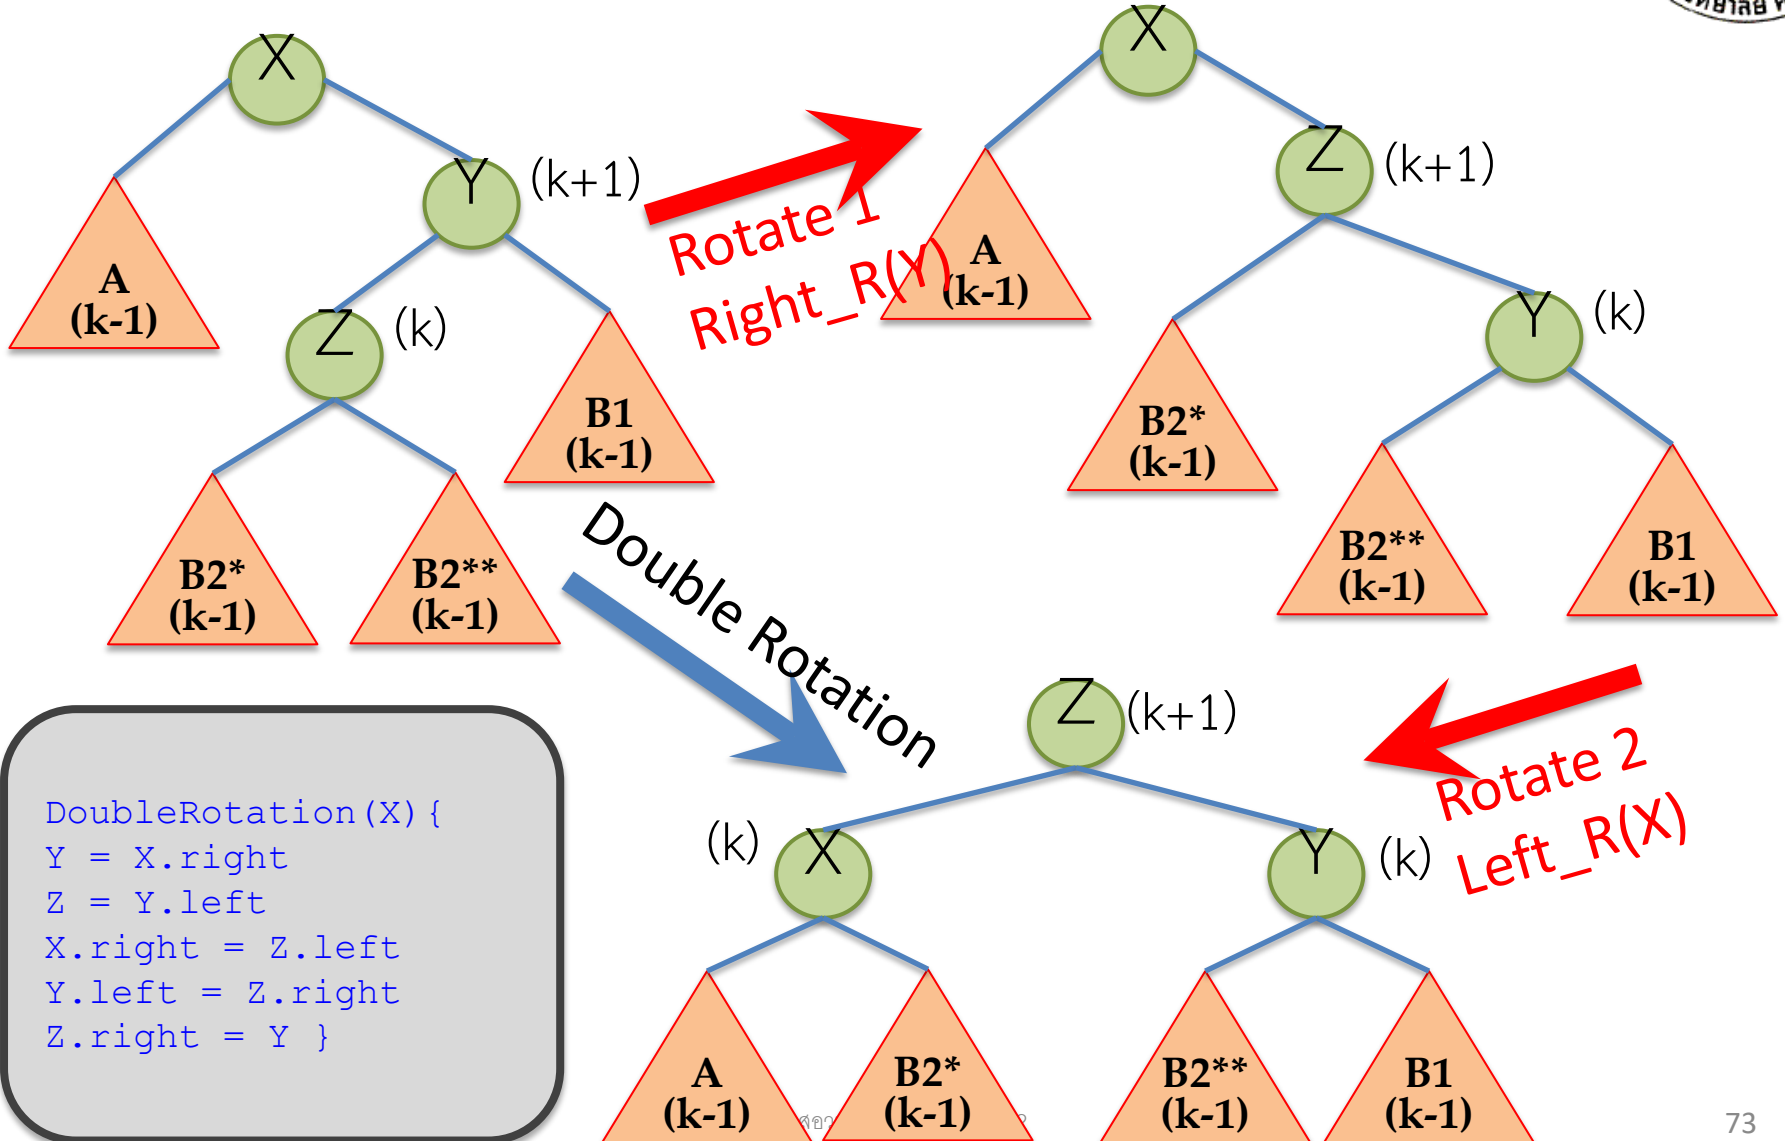 X
Y
(k+1)
A
(k-1)
Z
(k)
B1
(k-1)
B2*
(k-1)
B2**
(k-1)
Rotate 1
Right_R(Y)
X
Z
(k+1)
A
(k-1)
Y
(k)
B2*
(k-1)
B2**
(k-1)
B1
(k-1)
Double Rotation
Rotate 2
Left_R(X)
Z
(k+1)
(k)
X
Y
(k)
A
(k-1)
B2*
(k-1)
B2**
(k-1)
B1
(k-1)
DoubleRotation(X){
Y = X.right
Z = Y.left
X.right = Z.left
Y.left = Z.right
Z.right = Y }
73